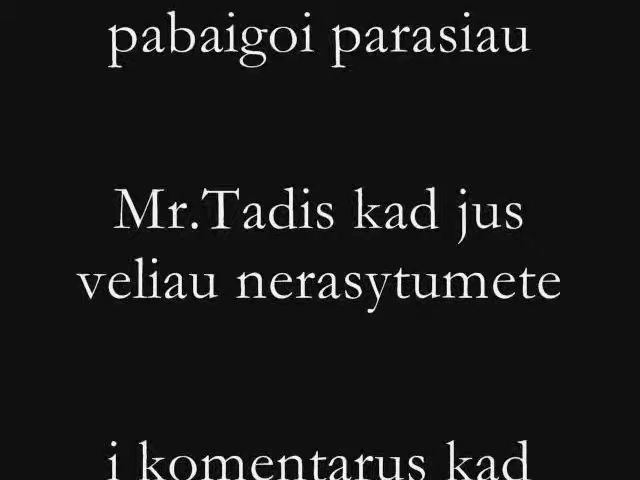 pabaigoi parasiau
Mr.Tadis kad jus
veliau nerasytumete
i komentarus kad